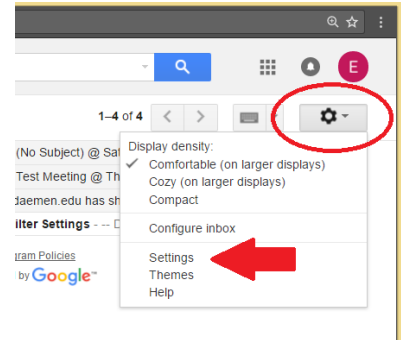 E
1–4 of 4
(No Subject) @ Sat
Test Meeting @ Th
daemen.edu has sh
ilter Settings - --
Display density:
✓ Comfortable (on larger displays)
Cozy (on larger displays)
Compact
Configure inbox
Settings
Themes
Help
gram Policies
by Google™